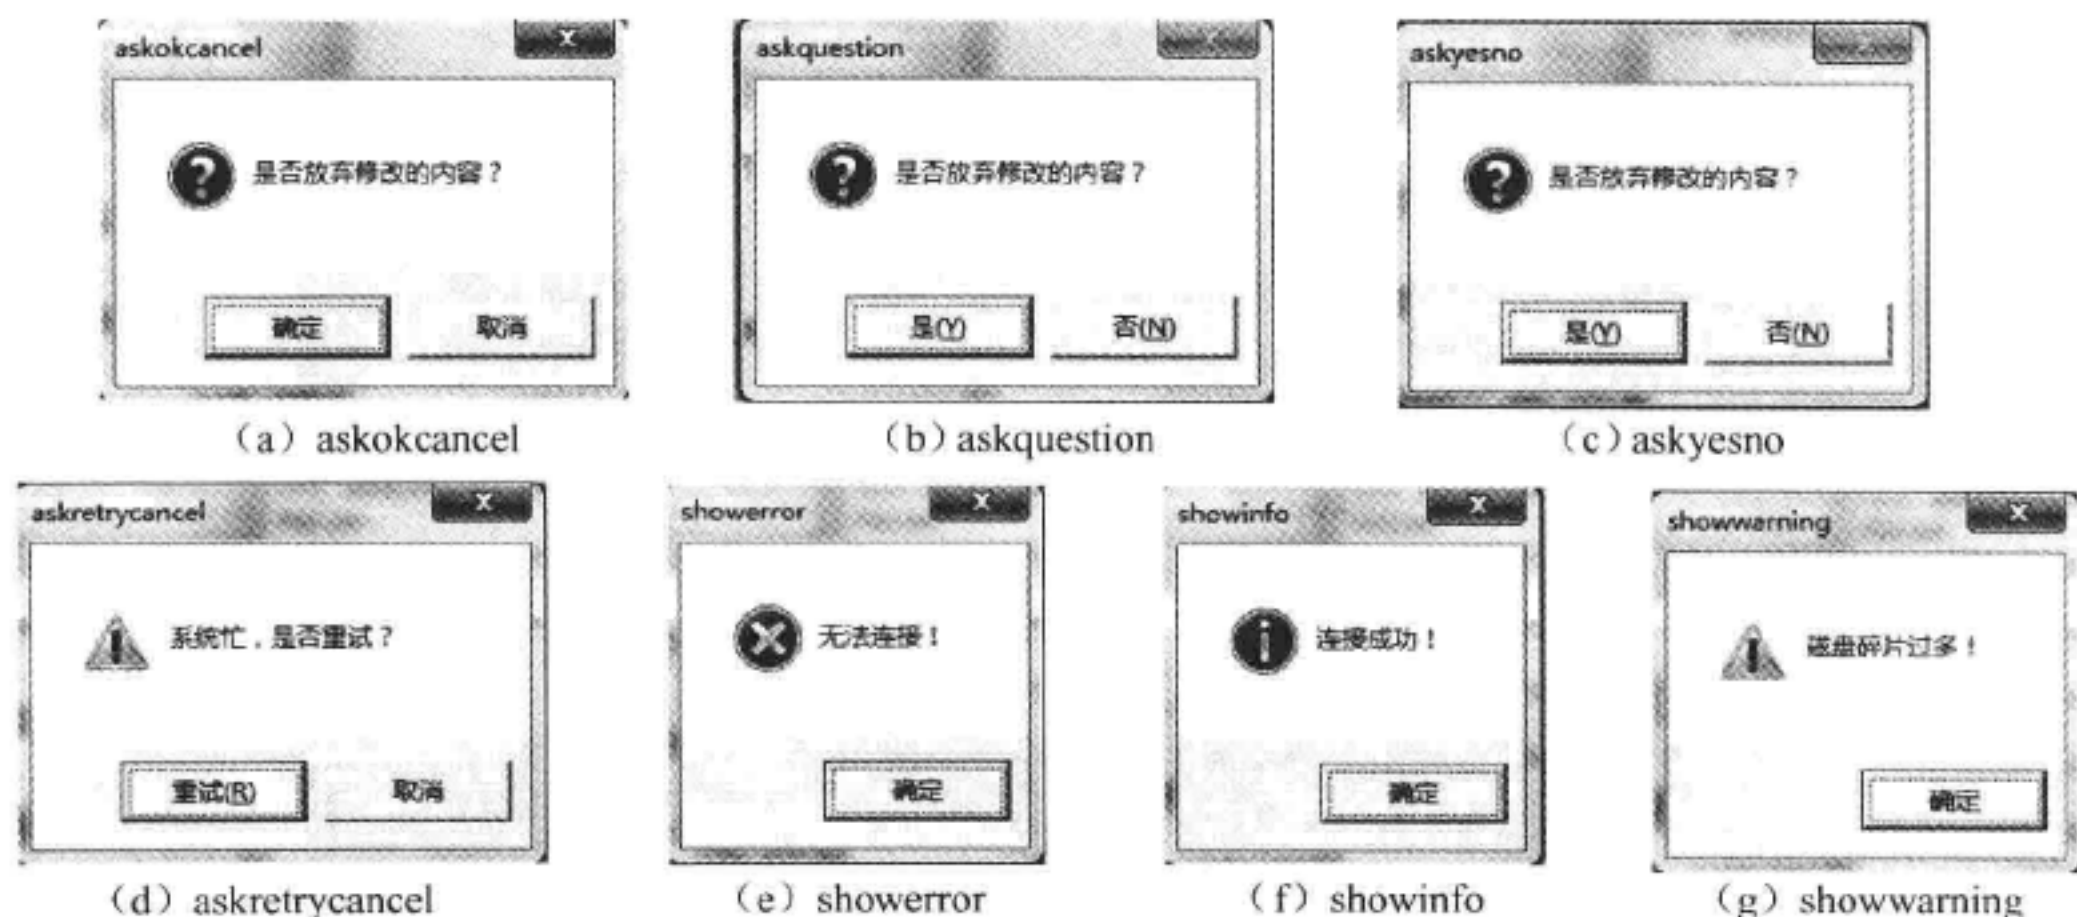 askokcancel
是否放弃修改的内容?
确定 取消
(a) askokcancel
askquestion
是否放弃修改的内容?
是(Y) 否(N)
(b) askquestion
askyesno
是否放弃修改的内容?
是(Y) 否(N)
(c) askyesno
askretrycancel
系统忙,是否重试?
重试(R) 取消
(d) askretrycancel
showerror
无法连接!
确定
(e) showerror
showinfo
连接成功!
确定
(f) showinfo
showwarning
磁盘碎片过多!
确定
(g) showwarning